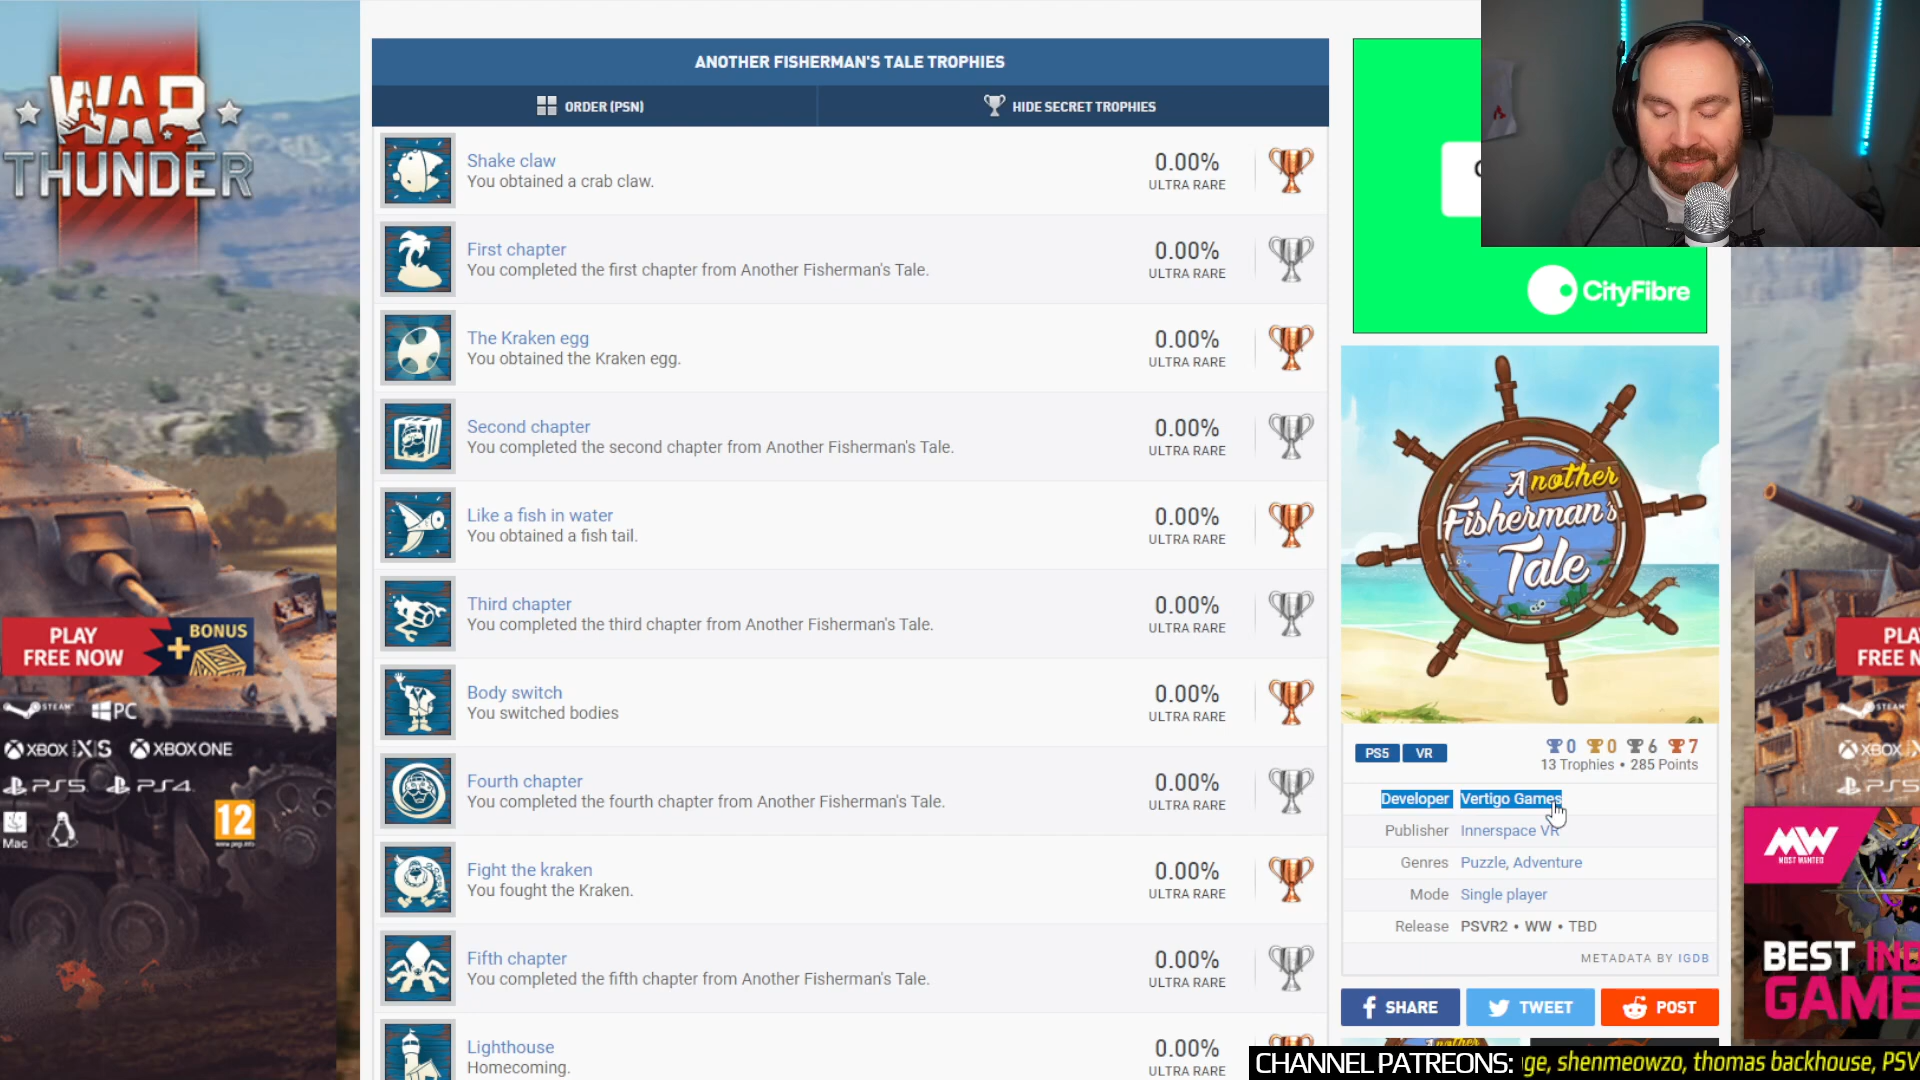 WAR
THUNDER
PLAY
FREE NOW
+
BONUS
STEAM
PC
XBOX X|S
XBOX ONE
PS5
PS4
Mac
12
www.pegi.info
ANOTHER FISHERMAN'S TALE TROPHIES
ORDER (PSN)
HIDE SECRET TROPHIES
Shake claw
You obtained a crab claw.
0.00%
ULTRA RARE
First chapter
You completed the first chapter from Another Fisherman's Tale.
0.00%
ULTRA RARE
The Kraken egg
You obtained the Kraken egg.
0.00%
ULTRA RARE
Second chapter
You completed the second chapter from Another Fisherman's Tale.
0.00%
ULTRA RARE
Like a fish in water
You obtained a fish tail.
0.00%
ULTRA RARE
Third chapter
You completed the third chapter from Another Fisherman's Tale.
0.00%
ULTRA RARE
Body switch
You switched bodies
0.00%
ULTRA RARE
Fourth chapter
You completed the fourth chapter from Another Fisherman's Tale.
0.00%
ULTRA RARE
Fight the kraken
You fought the Kraken.
0.00%
ULTRA RARE
Fifth chapter
You completed the fifth chapter from Another Fisherman's Tale.
0.00%
ULTRA RARE
Lighthouse
Homecoming.
0.00%
ULTRA RARE
CityFibre
Another
Fisherman's
Tale
PS5 VR
0 0 6 7
13 Trophies • 285 Points
Developer Vertigo Games
Publisher Innerspace VR
Genres Puzzle, Adventure
Mode Single player
Release PSVR2 • WW • TBD
METADATA BY IGDB
SHARE
TWEET
POST
PLA
FREE N
STEAM
XBOX
PS5
MW
MOST WANTED
BEST IND
GAME
CHANNEL PATREONS: ge, shenmeowzo, thomas backhouse, PSV